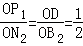 OP₁/ON₂ = OD/OB₂ = 1/2